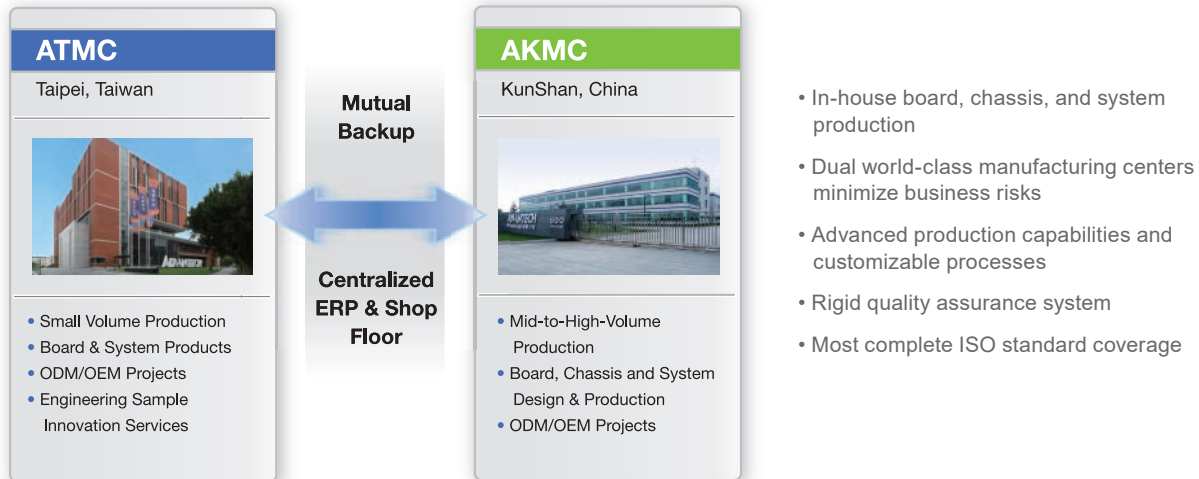 ATMC
Taipei, Taiwan
ADVANTECH
• Small Volume Production
• Board & System Products
• ODM/OEM Projects
• Engineering Sample
Innovation Services
Mutual
Backup
Centralized
ERP & Shop
Floor
AKMC
KunShan, China
ADVANTECH
• Mid-to-High-Volume
Production
• Board, Chassis and System
Design & Production
• ODM/OEM Projects
• In-house board, chassis, and system
production
• Dual world-class manufacturing centers
minimize business risks
• Advanced production capabilities and
customizable processes
• Rigid quality assurance system
• Most complete ISO standard coverage